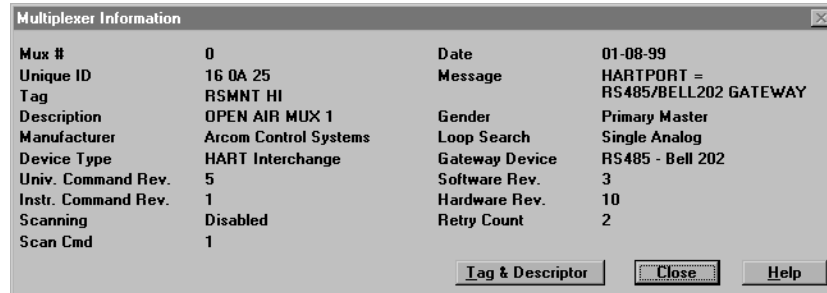 Multiplexer Information
Mux # 0 Date 01-08-99
Unique ID 16 0A 25 Message HARTPORT =
RS485/BELL202 GATEWAY
Tag RSMNT HI
Description OPEN AIR MUX 1 Gender Primary Master
Manufacturer Arcom Control Systems Loop Search Single Analog
Device Type HART Interchange Gateway Device RS485 - Bell 202
Univ. Command Rev. 5 Software Rev. 3
Instr. Command Rev. 1 Hardware Rev. 10
Scanning Disabled Retry Count 2
Scan Cmd 1
Tag & Descriptor Close Help